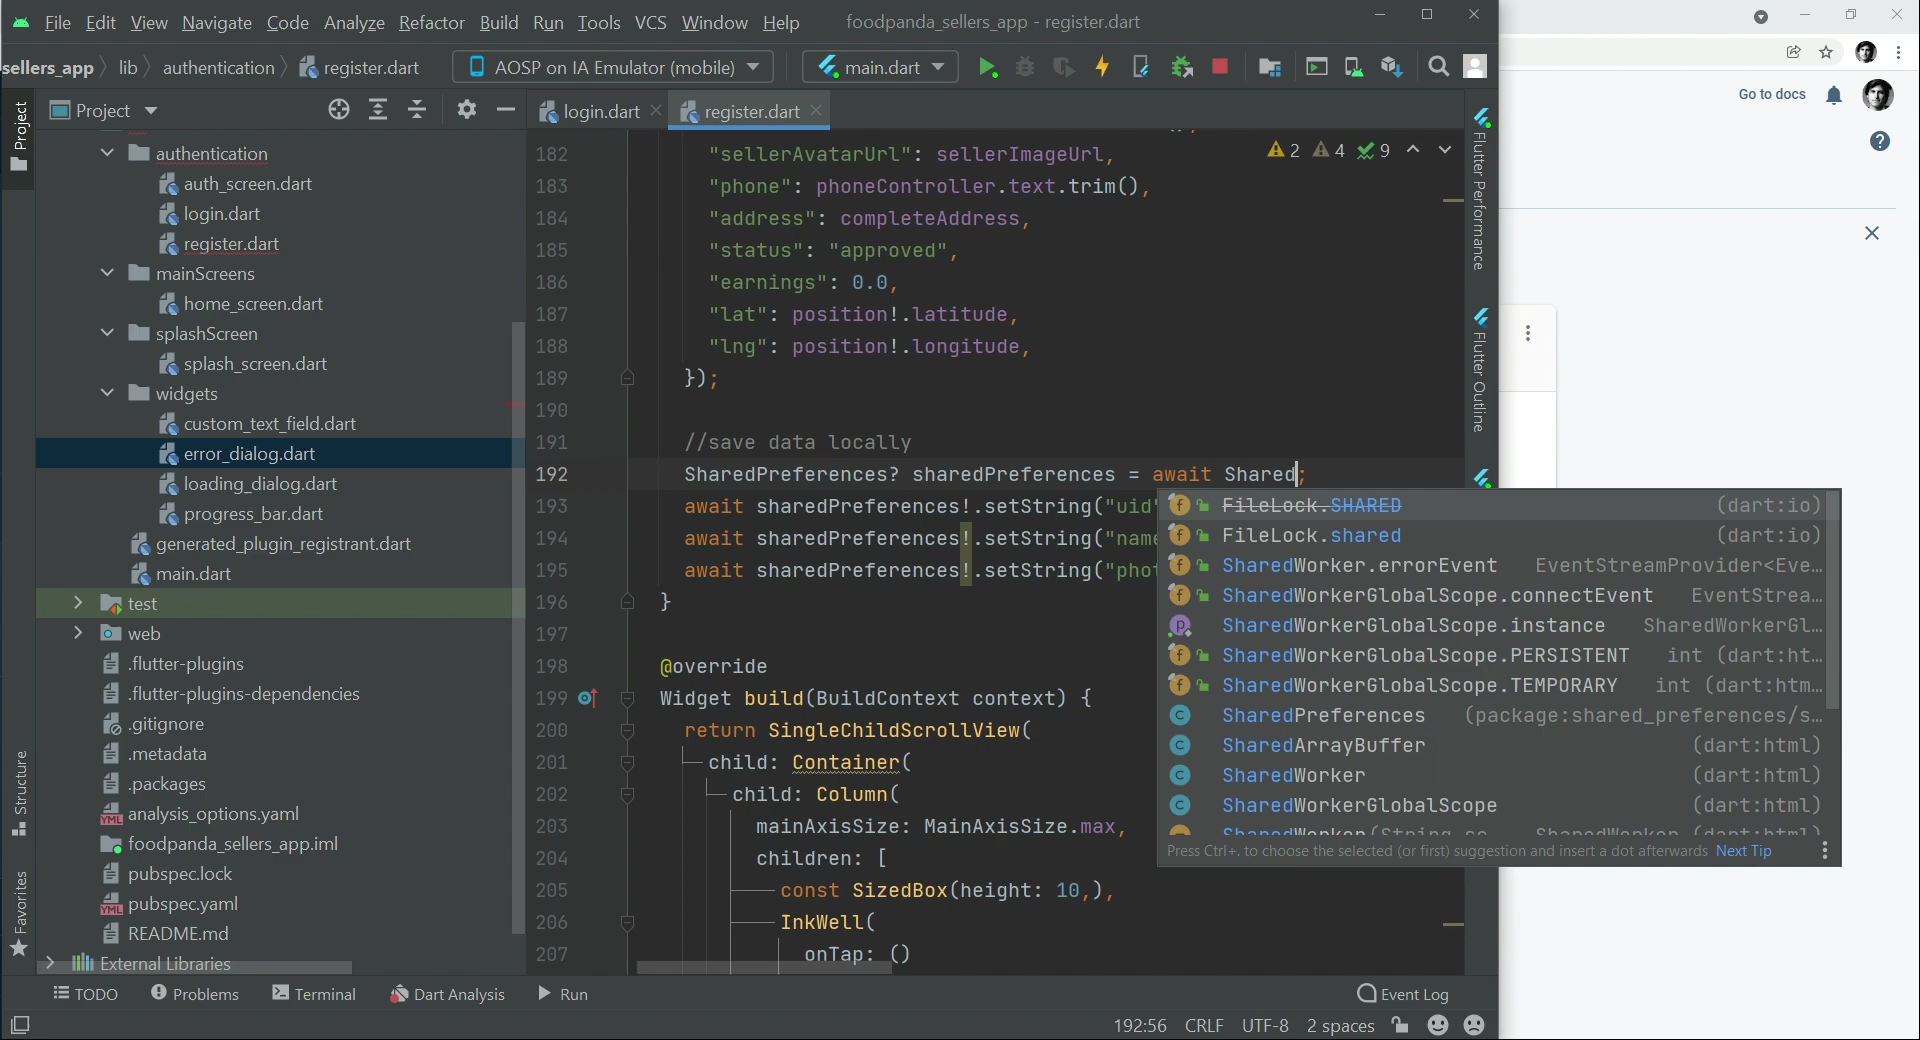 File Edit View Navigate Code Analyze Refactor Build Run Tools VCS Window Help foodpanda_sellers_app - register.dart
sellers_app lib authentication register.dart AOSP on IA Emulator (mobile) main.dart
Go to docs
Project
Project
login.dart
register.dart
authentication
auth_screen.dart
login.dart
register.dart
mainScreens
home_screen.dart
splashScreen
splash_screen.dart
widgets
custom_text_field.dart
error_dialog.dart
loading_dialog.dart
progress_bar.dart
generated_plugin_registrant.dart
main.dart
test
web
.flutter-plugins
.flutter-plugins-dependencies
.gitignore
.metadata
.packages
analysis_options.yaml
foodpanda_sellers_app.iml
pubspec.lock
pubspec.yaml
README.md
External Libraries
Structure
Favorites
2 4 9
182 "sellerAvatarUrl": sellerImageUrl,
183 "phone": phoneController.text.trim(),
184 "address": completeAddress,
185 "status": "approved",
186 "earnings": 0.0,
187 "lat": position!.latitude,
188 "lng": position!.longitude,
189 });
190
191 //save data locally
192 SharedPreferences? sharedPreferences = await Shared;
193 await sharedPreferences!.setString("uid"
194 await sharedPreferences!.setString("name
195 await sharedPreferences!.setString("phot
196 }
197
198 @override
199 Widget build(BuildContext context) {
200 return SingleChildScrollView(
201 child: Container(
202 child: Column(
203 mainAxisSize: MainAxisSize.max,
204 children: [
205 const SizedBox(height: 10,),
206 InkWell(
207 onTap: ()
FileLock.SHARED (dart:io)
FileLock.shared (dart:io)
SharedWorker.errorEvent EventStreamProvider<Eve...
SharedWorkerGlobalScope.connectEvent EventStrea...
SharedWorkerGlobalScope.instance SharedWorkerGl...
SharedWorkerGlobalScope.PERSISTENT int (dart:ht...
SharedWorkerGlobalScope.TEMPORARY int (dart:htm...
SharedPreferences (package:shared_preferences/s...
SharedArrayBuffer (dart:html)
SharedWorker (dart:html)
SharedWorkerGlobalScope (dart:html)
SharedWorker(String sc... SharedWorker (dart:html)
Press Ctrl+. to choose the selected (or first) suggestion and insert a dot afterwards Next Tip
Flutter Performance
Flutter Outline
TODO Problems Terminal Dart Analysis Run Event Log
192:56 CRLF UTF-8 2 spaces